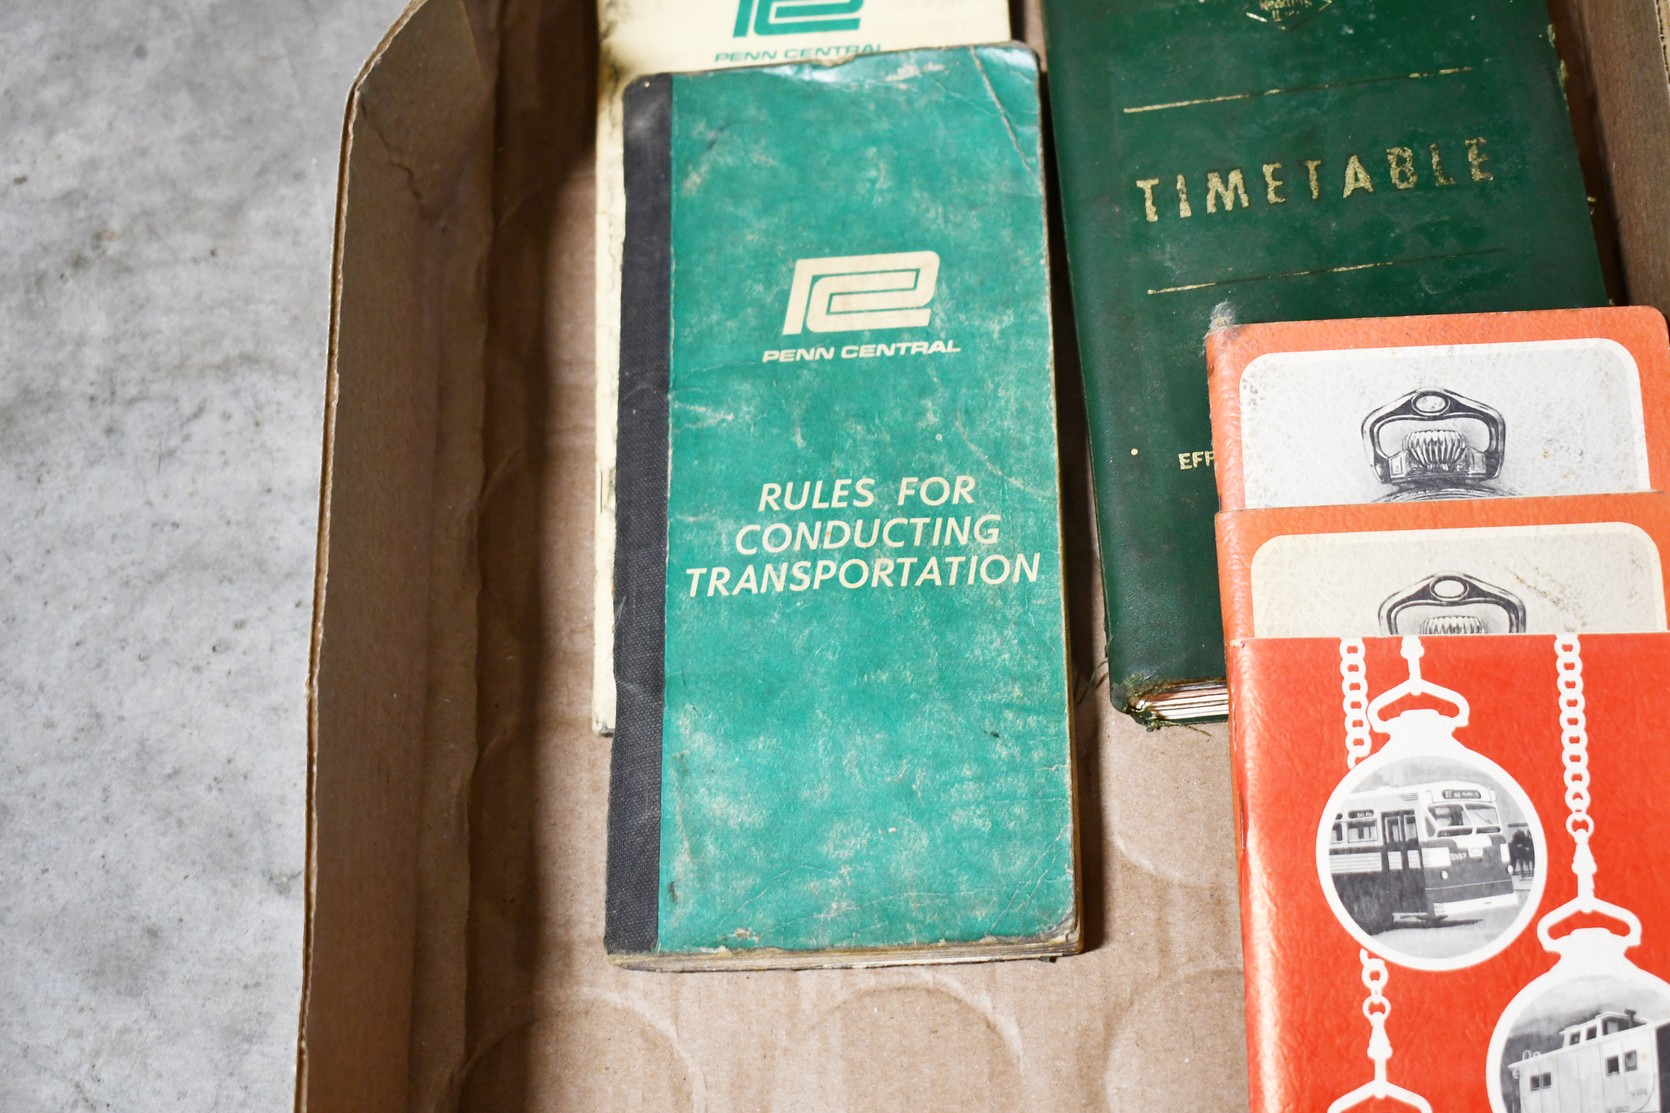 PENN CENTRAL
PENN CENTRAL
RULES FOR
CONDUCTING
TRANSPORTATION
TIMETABLE
EFF